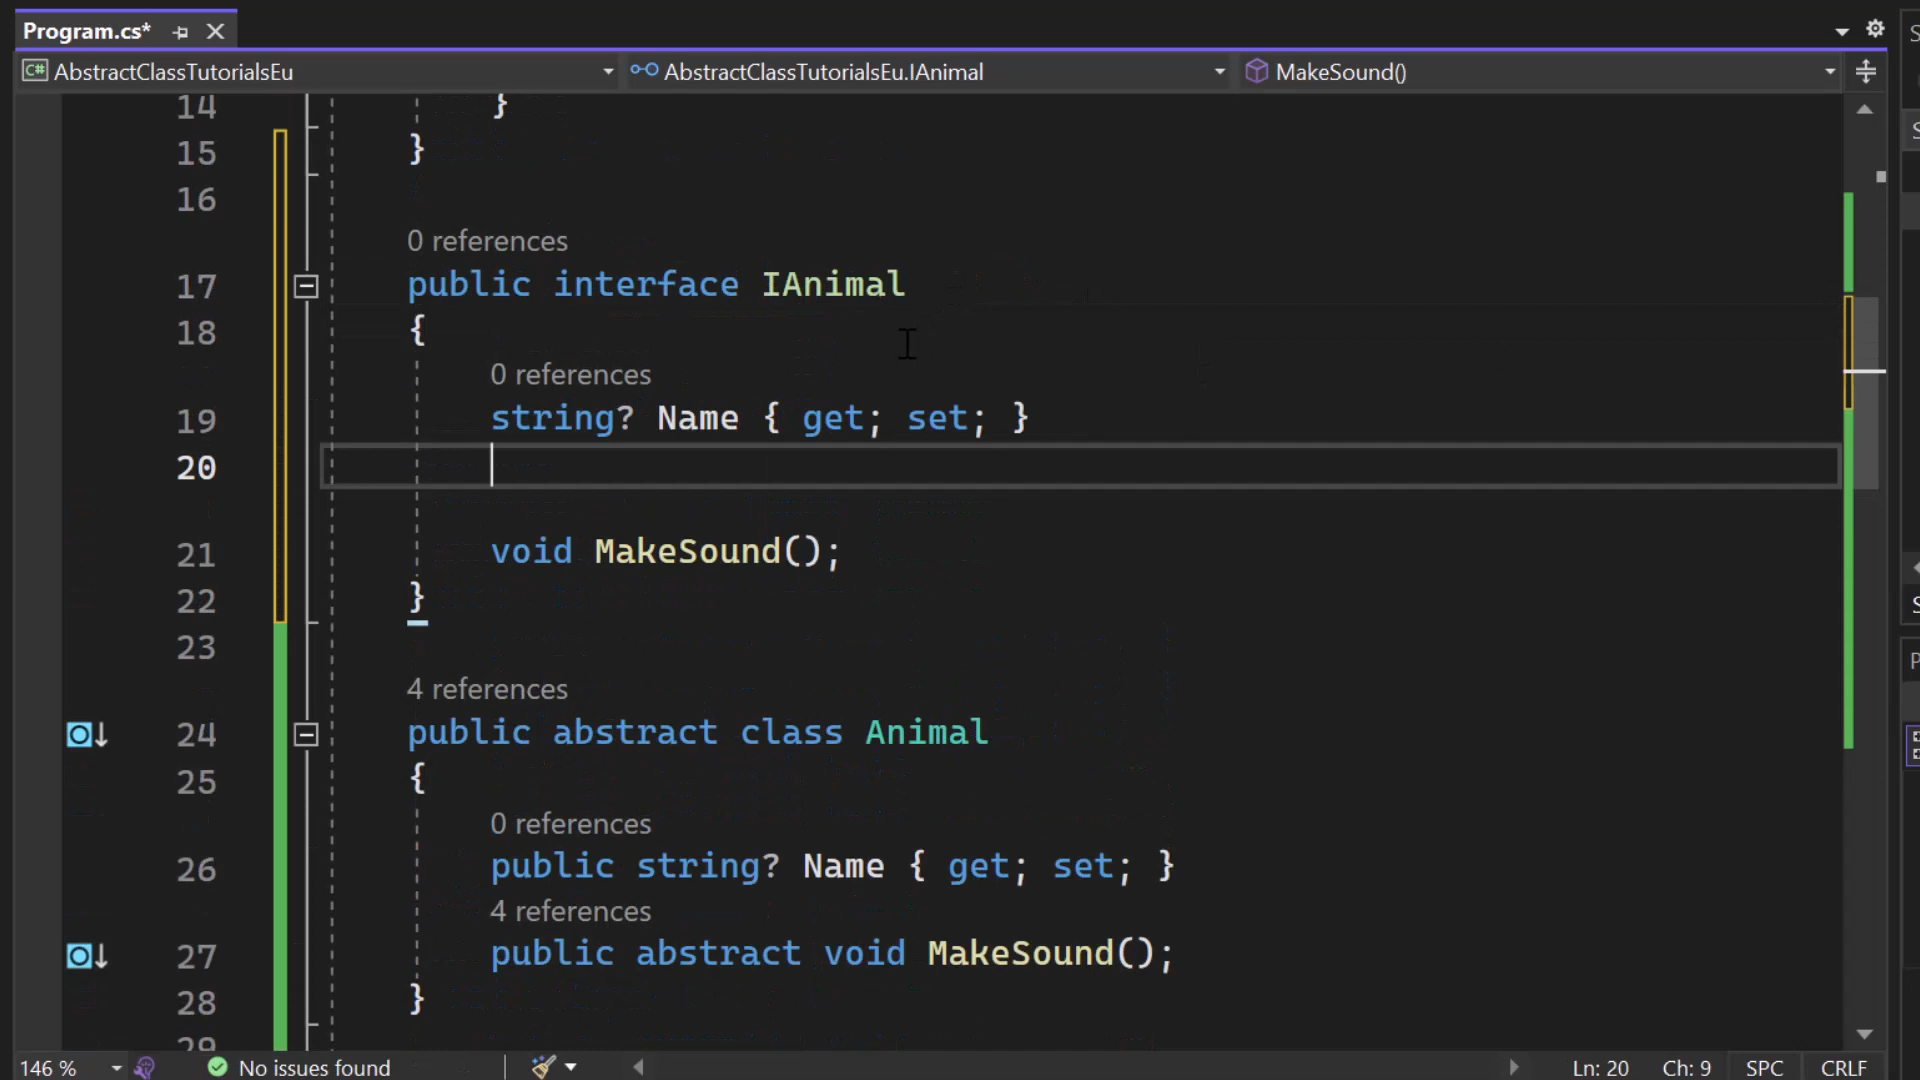 Program.cs*
AbstractClassTutorialsEu AbstractClassTutorialsEu.IAnimal MakeSound()
14 }
15 }
16
0 references
17 public interface IAnimal
18 {
0 references
19 string? Name { get; set; }
20
21 void MakeSound();
22 }
23
4 references
24 public abstract class Animal
25 {
0 references
26 public string? Name { get; set; }
4 references
27 public abstract void MakeSound();
28 }
29
146 % No issues found Ln: 20 Ch: 9 SPC CRLF